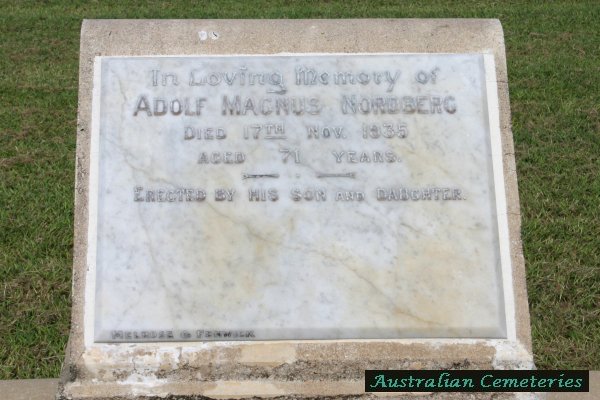 In Loving Memory of
ADOLF MAGNUS NORDBERG
DIED 17TH NOV. 1935
AGED 71 YEARS.
ERECTED BY HIS SON AND DAUGHTER.
MELROSE & FENWICK
Australian Cemeteries